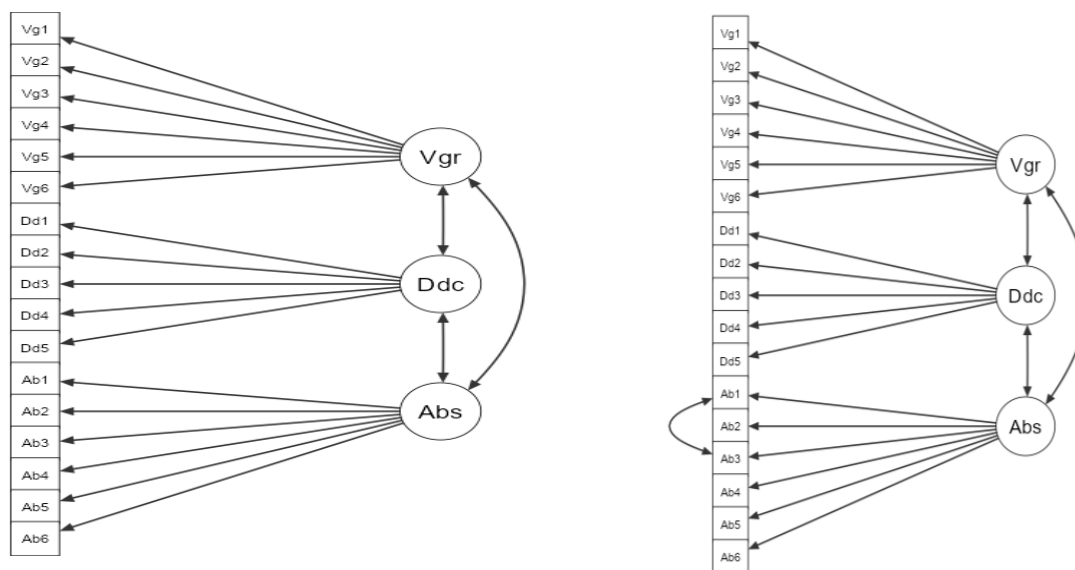 Vg1
Vg2
Vg3
Vg4
Vg5
Vg6
Dd1
Dd2
Dd3
Dd4
Dd5
Ab1
Ab2
Ab3
Ab4
Ab5
Ab6
Vgr
Ddc
Abs
Vg1
Vg2
Vg3
Vg4
Vg5
Vg6
Dd1
Dd2
Dd3
Dd4
Dd5
Ab1
Ab2
Ab3
Ab4
Ab5
Ab6
Vgr
Ddc
Abs